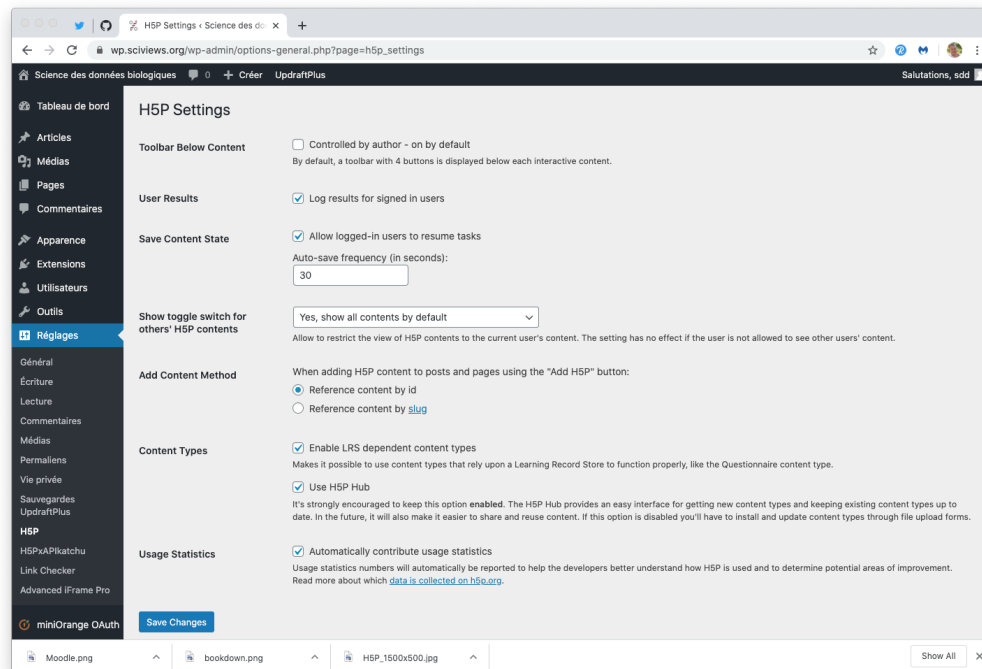 H5P Settings ‹ Science des do
wp.sciviews.org/wp-admin/options-general.php?page=h5p_settings
Science des données biologiques 0 Créer UpdraftPlus Salutations, sdd
Tableau de bord
Articles
Médias
Pages
Commentaires
Apparence
Extensions
Utilisateurs
Outils
Réglages
Général
Écriture
Lecture
Commentaires
Médias
Permaliens
Vie privée
Sauvegardes
UpdraftPlus
H5P
H5PxAPIkatchu
Link Checker
Advanced iFrame Pro
miniOrange OAuth
H5P Settings
Toolbar Below Content
Controlled by author - on by default
By default, a toolbar with 4 buttons is displayed below each interactive content.
User Results
Log results for signed in users
Save Content State
Allow logged-in users to resume tasks
Auto-save frequency (in seconds):
30
Show toggle switch for
others' H5P contents
Yes, show all contents by default
Allow to restrict the view of H5P contents to the current user's content. The setting has no effect if the user is not allowed to see other users' content.
Add Content Method
When adding H5P content to posts and pages using the "Add H5P" button:
Reference content by id
Reference content by slug
Content Types
Enable LRS dependent content types
Makes it possible to use content types that rely upon a Learning Record Store to function properly, like the Questionnaire content type.
Use H5P Hub
It's strongly encouraged to keep this option enabled. The H5P Hub provides an easy interface for getting new content types and keeping existing content types up to
date. In the future, it will also make it easier to share and reuse content. If this option is disabled you'll have to install and update content types through file upload forms.
Usage Statistics
Automatically contribute usage statistics
Usage statistics numbers will automatically be reported to help the developers better understand how H5P is used and to determine potential areas of improvement.
Read more about which data is collected on h5p.org.
Save Changes
Moodle.png bookdown.png H5P_1500x500.jpg Show All